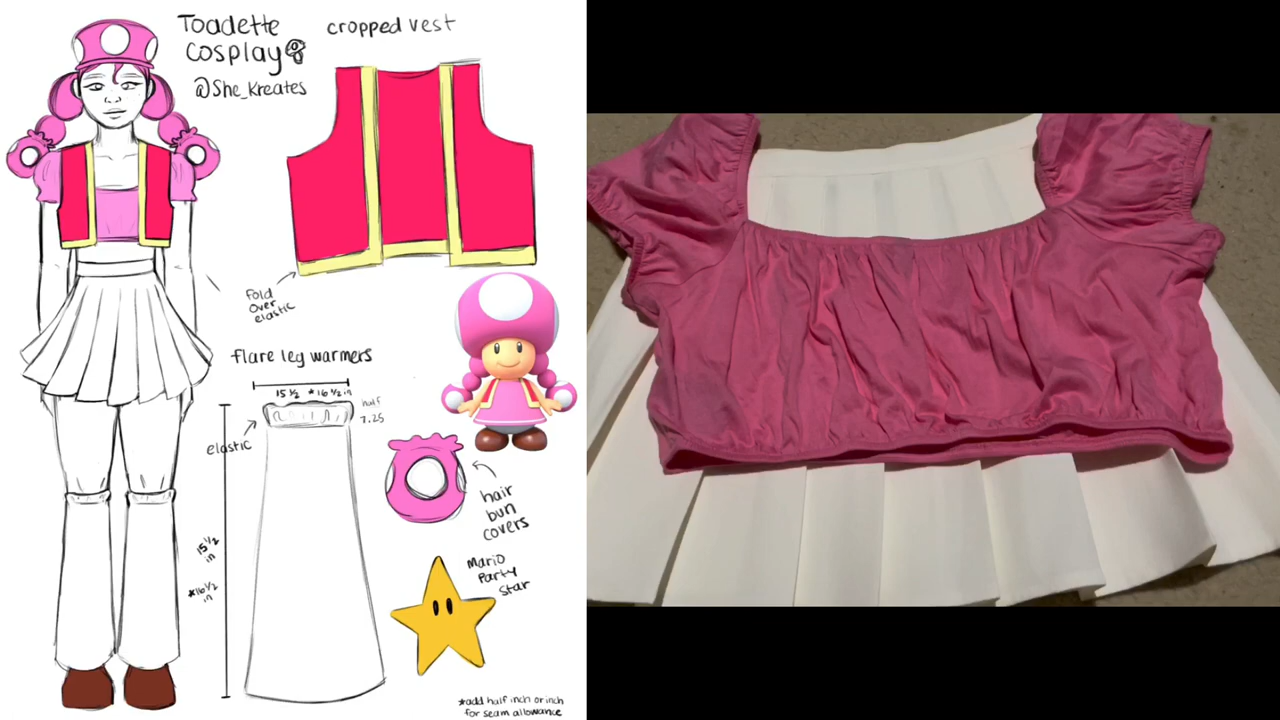 Toadette
Cosplay
@She_Kreates
cropped vest
fold
over
elastic
flare leg warmers
15 1/2 *16 1/2 in
half
7.25
elastic
15 1/2
in
*16 1/2
in
hair
bun
covers
Mario
Party
Star
*add half inch or inch
for seam allowance